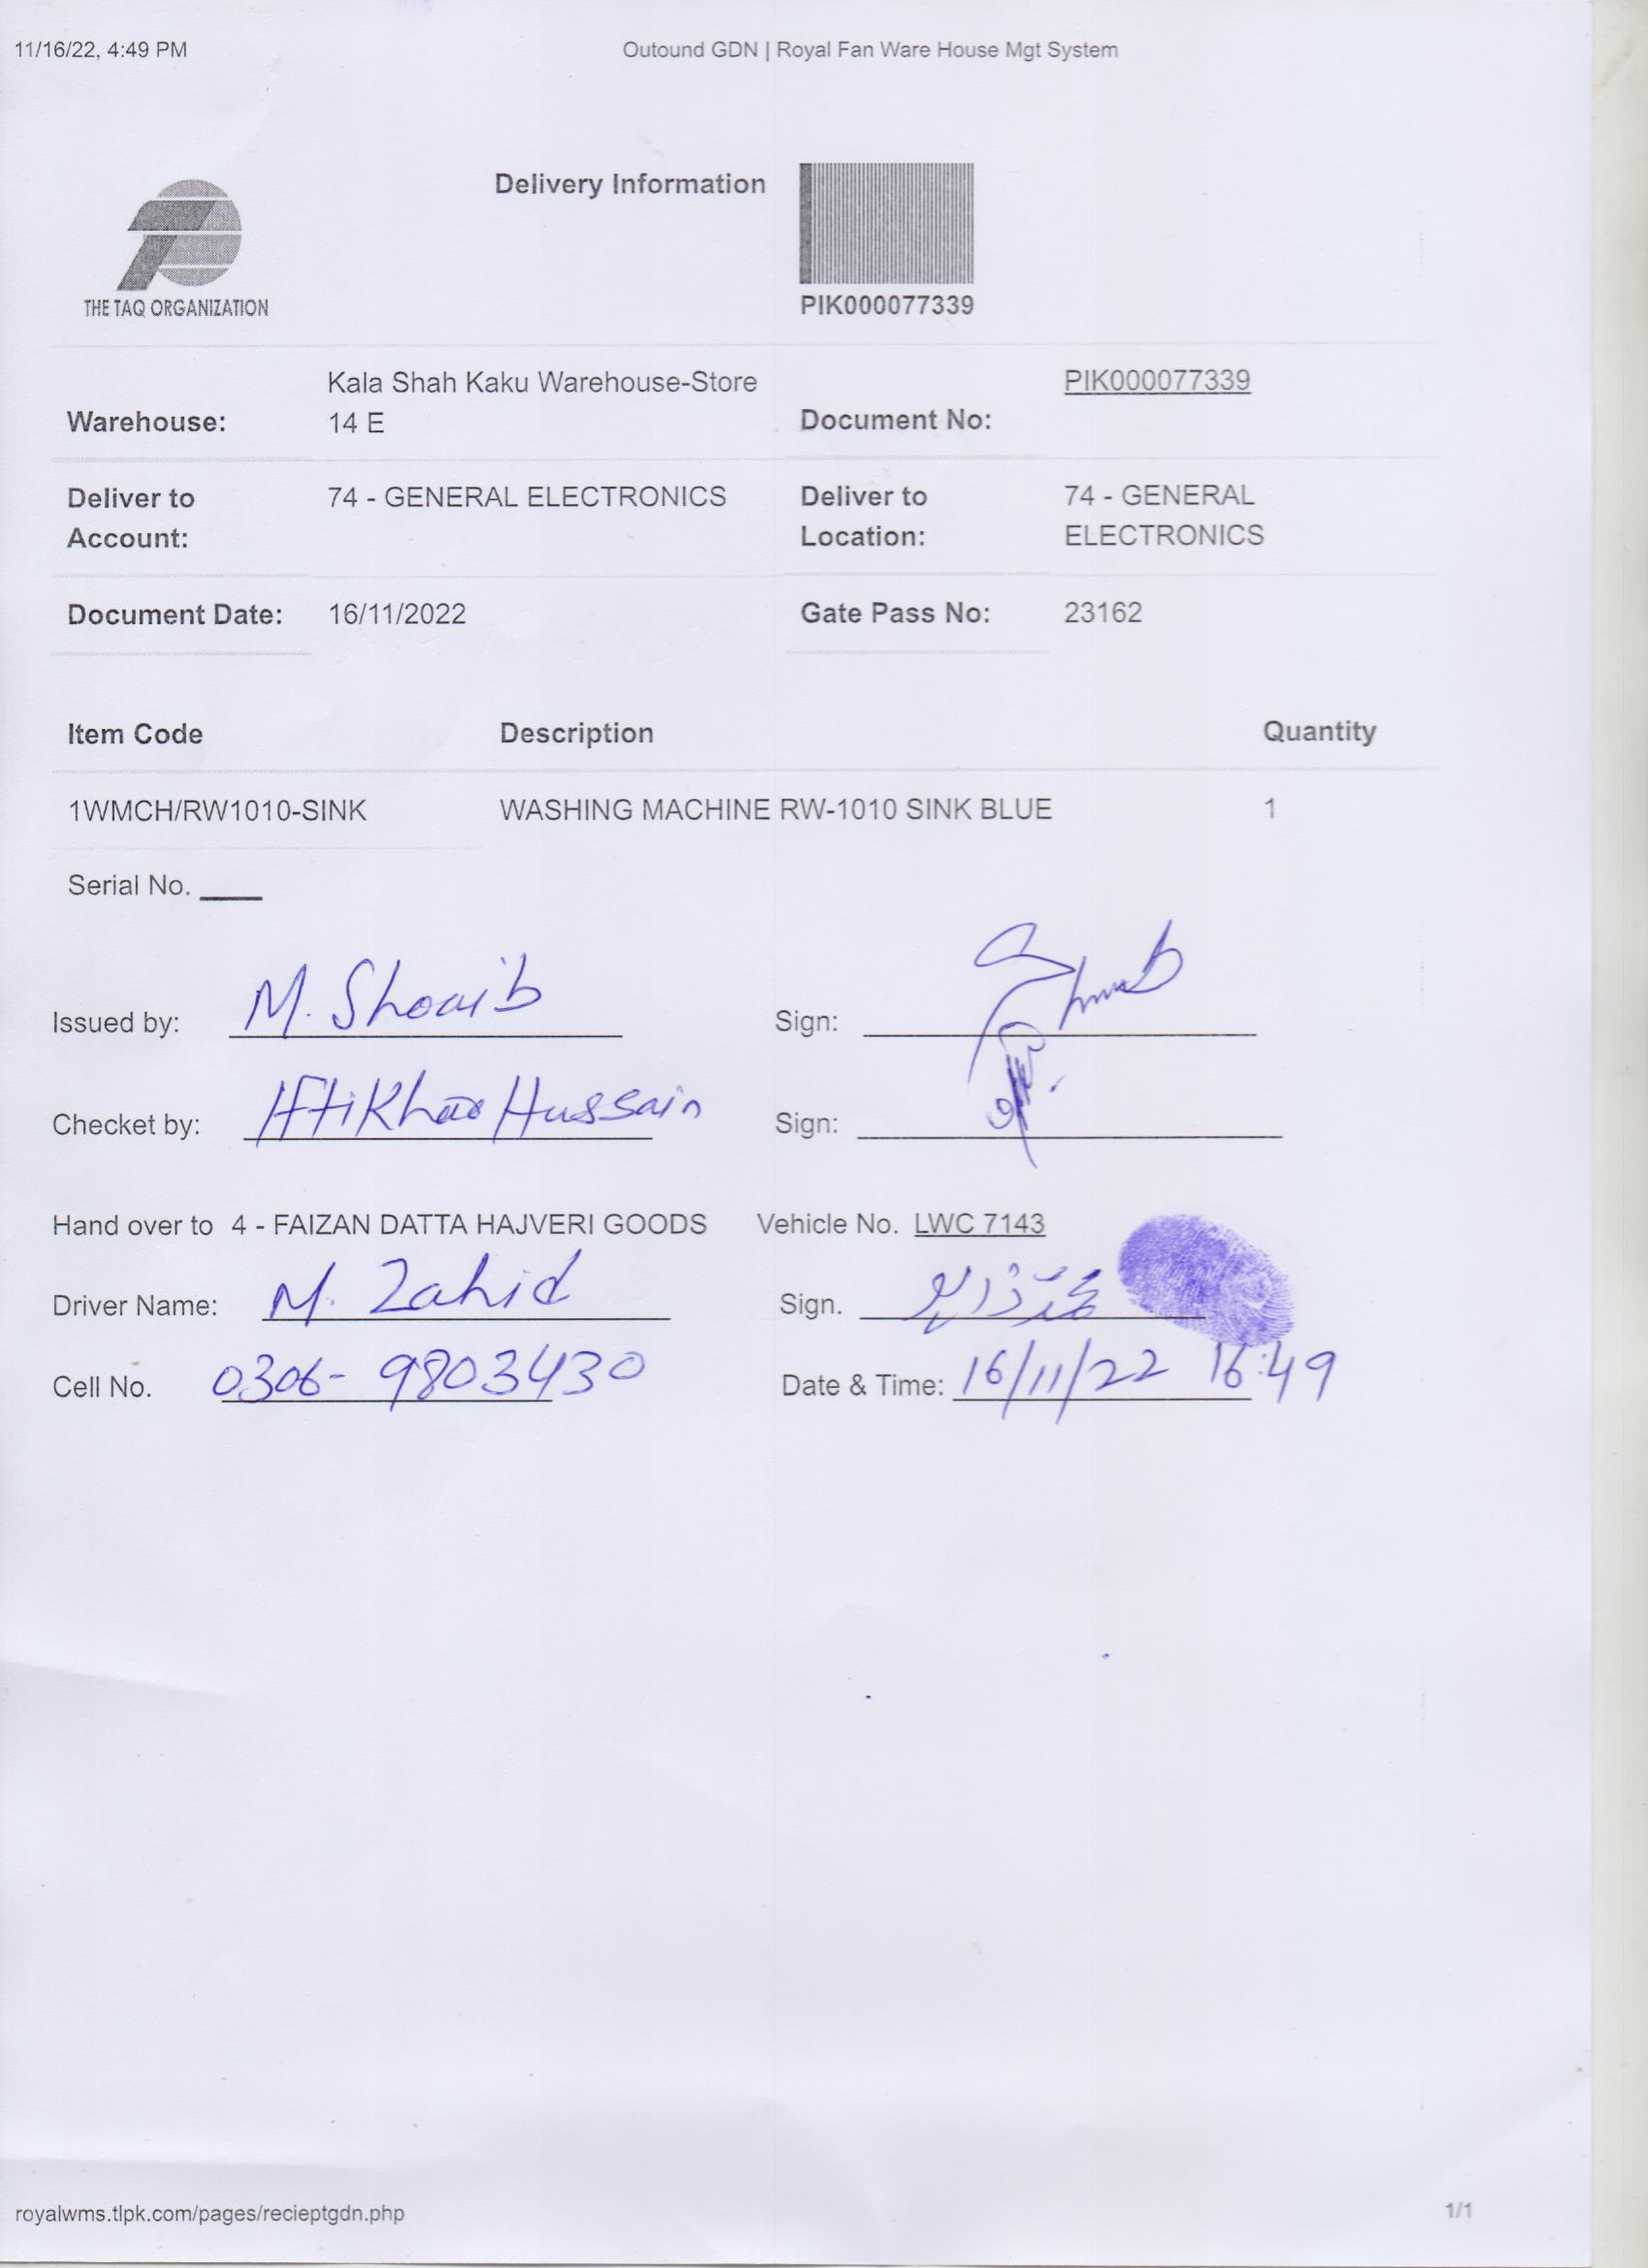 11/16/22, 4:49 PM Outound GDN | Royal Fan Ware House Mgt System
Delivery Information
THE TAQ ORGANIZATION
PIK000077339
Kala Shah Kaku Warehouse-Store PIK000077339
Warehouse: 14 E Document No:
Deliver to 74 - GENERAL ELECTRONICS Deliver to 74 - GENERAL
Account: Location: ELECTRONICS
Document Date: 16/11/2022 Gate Pass No: 23162
Item Code Description Quantity
1WMCH/RW1010-SINK WASHING MACHINE RW-1010 SINK BLUE 1
Serial No.
Issued by: M. Shoaib Sign:
Checket by: Iftikhar Hussain Sign:
Hand over to 4 - FAIZAN DATTA HAJVERI GOODS Vehicle No. LWC 7143
Driver Name: M. Zahid Sign.
Cell No. 0306-9803430 Date & Time: 16/11/22 16:49
royalwms.tlpk.com/pages/recieptgdn.php 1/1